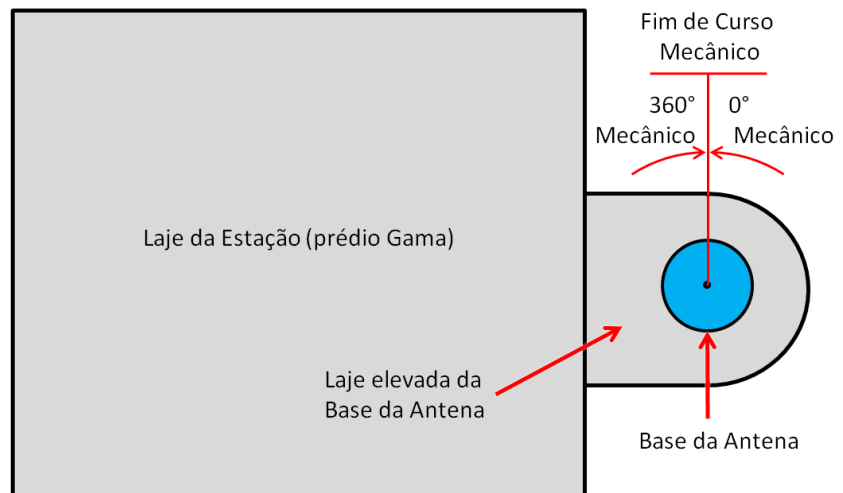 Fim de Curso
Mecânico
360° 0°
Mecânico Mecânico
Laje da Estação (prédio Gama)
Laje elevada da
Base da Antena
Base da Antena